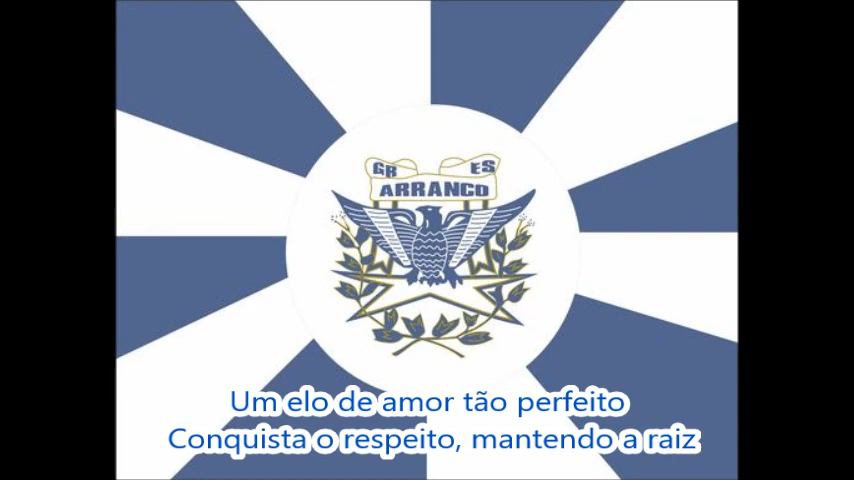 GR ES
ARRANCO
Um elo de amor tão perfeito
Conquista o respeito, mantendo a raiz